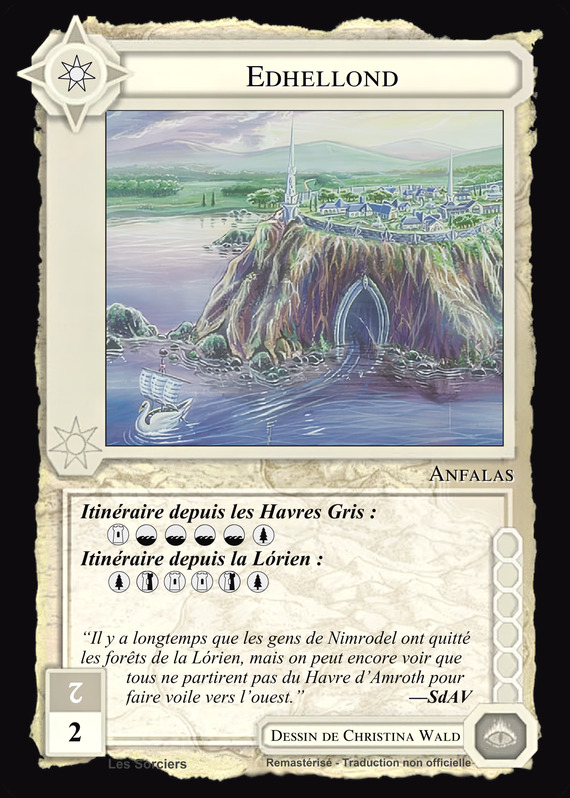 EDHELLOND
ANFALAS
Itinéraire depuis les Havres Gris :
Itinéraire depuis la Lórien :
“Il y a longtemps que les gens de Nimrodel ont quitté
les forêts de la Lórien, mais on peut encore voir que
tous ne partirent pas du Havre d’Amroth pour
faire voile vers l’ouest.” —SdAV
2
DESSIN DE CHRISTINA WALD
Les Sorciers
Remastérisé - Traduction non officielle